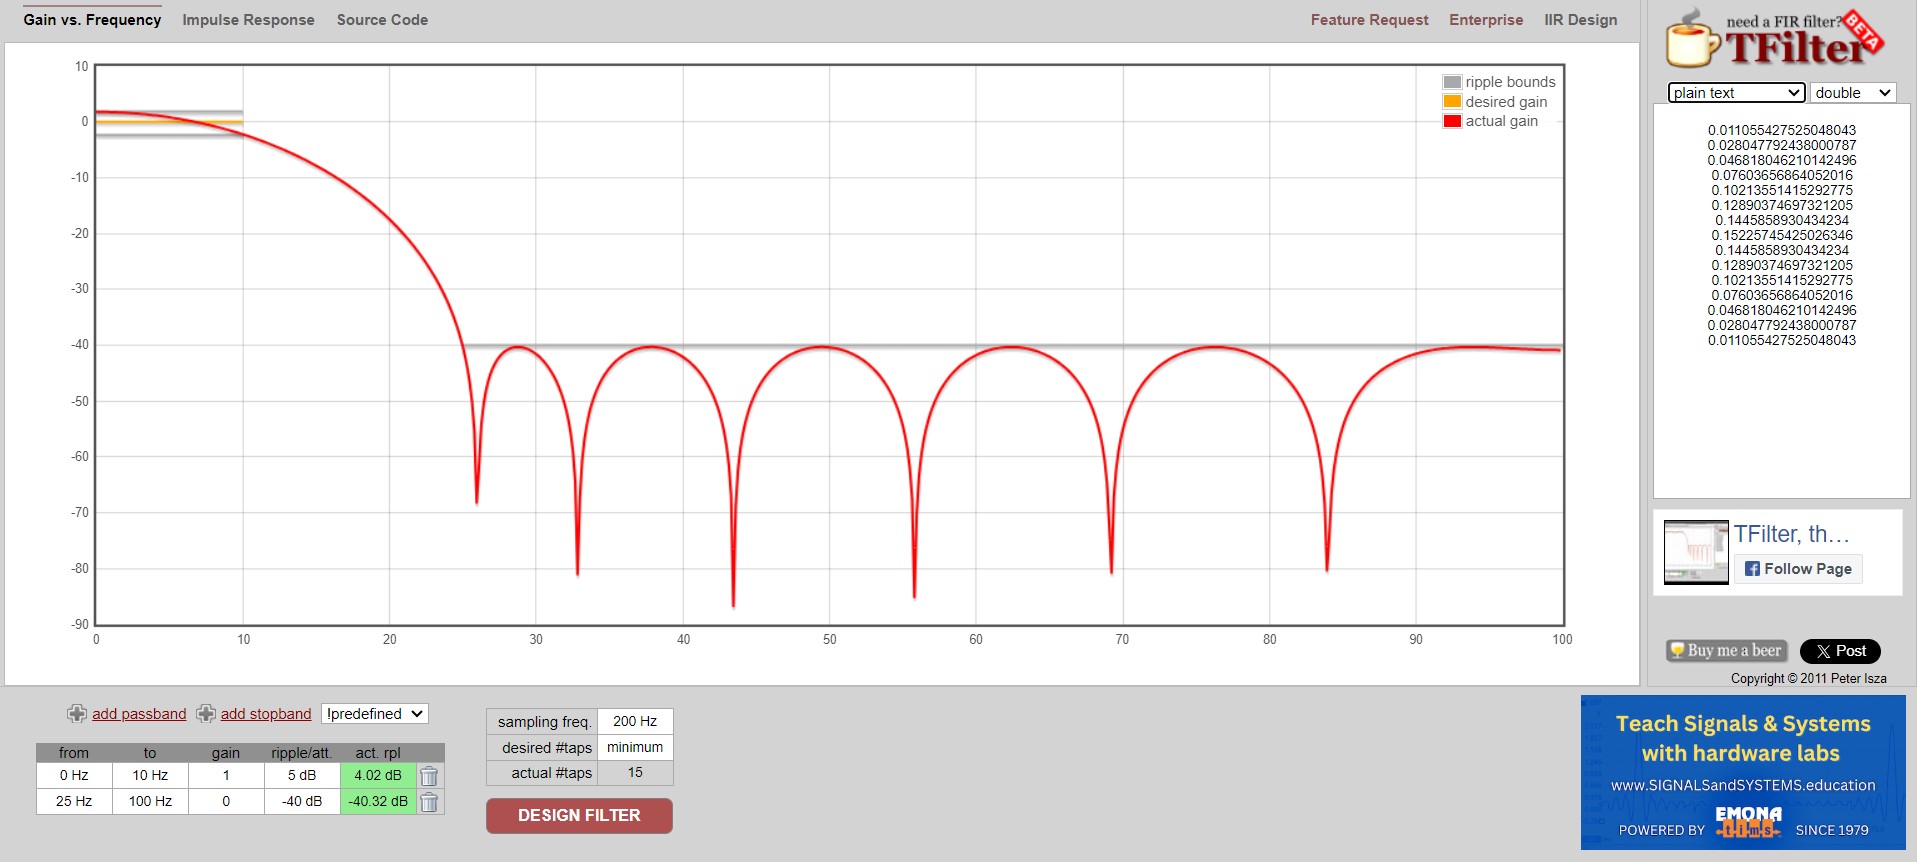 Gain vs. Frequency Impulse Response Source Code
Feature Request Enterprise IIR Design
10
0
-10
-20
-30
-40
-50
-60
-70
-80
-90
ripple bounds
desired gain
actual gain
0 10 20 30 40 50 60 70 80 90 100
need a FIR filter?
BETA
TFilter
plain text double
0.011055427525048043
0.028047792438000787
0.046818046210142496
0.07603656864052016
0.10213551415292775
0.12890374697321205
0.1445858930434234
0.15225745425026346
0.1445858930434234
0.12890374697321205
0.10213551415292775
0.07603656864052016
0.046818046210142496
0.028047792438000787
0.011055427525048043
TFilter, th...
Follow Page
Buy me a beer Post
Copyright © 2011 Peter Isza
add passband add stopband !predefined
from to gain ripple/att. act. rpl
0 Hz 10 Hz 1 5 dB 4.02 dB
25 Hz 100 Hz 0 -40 dB -40.32 dB
sampling freq. 200 Hz
desired #taps minimum
actual #taps 15
DESIGN FILTER
Teach Signals & Systems
with hardware labs
www.SIGNALSandSYSTEMS.education
POWERED BY EMONA tims SINCE 1979